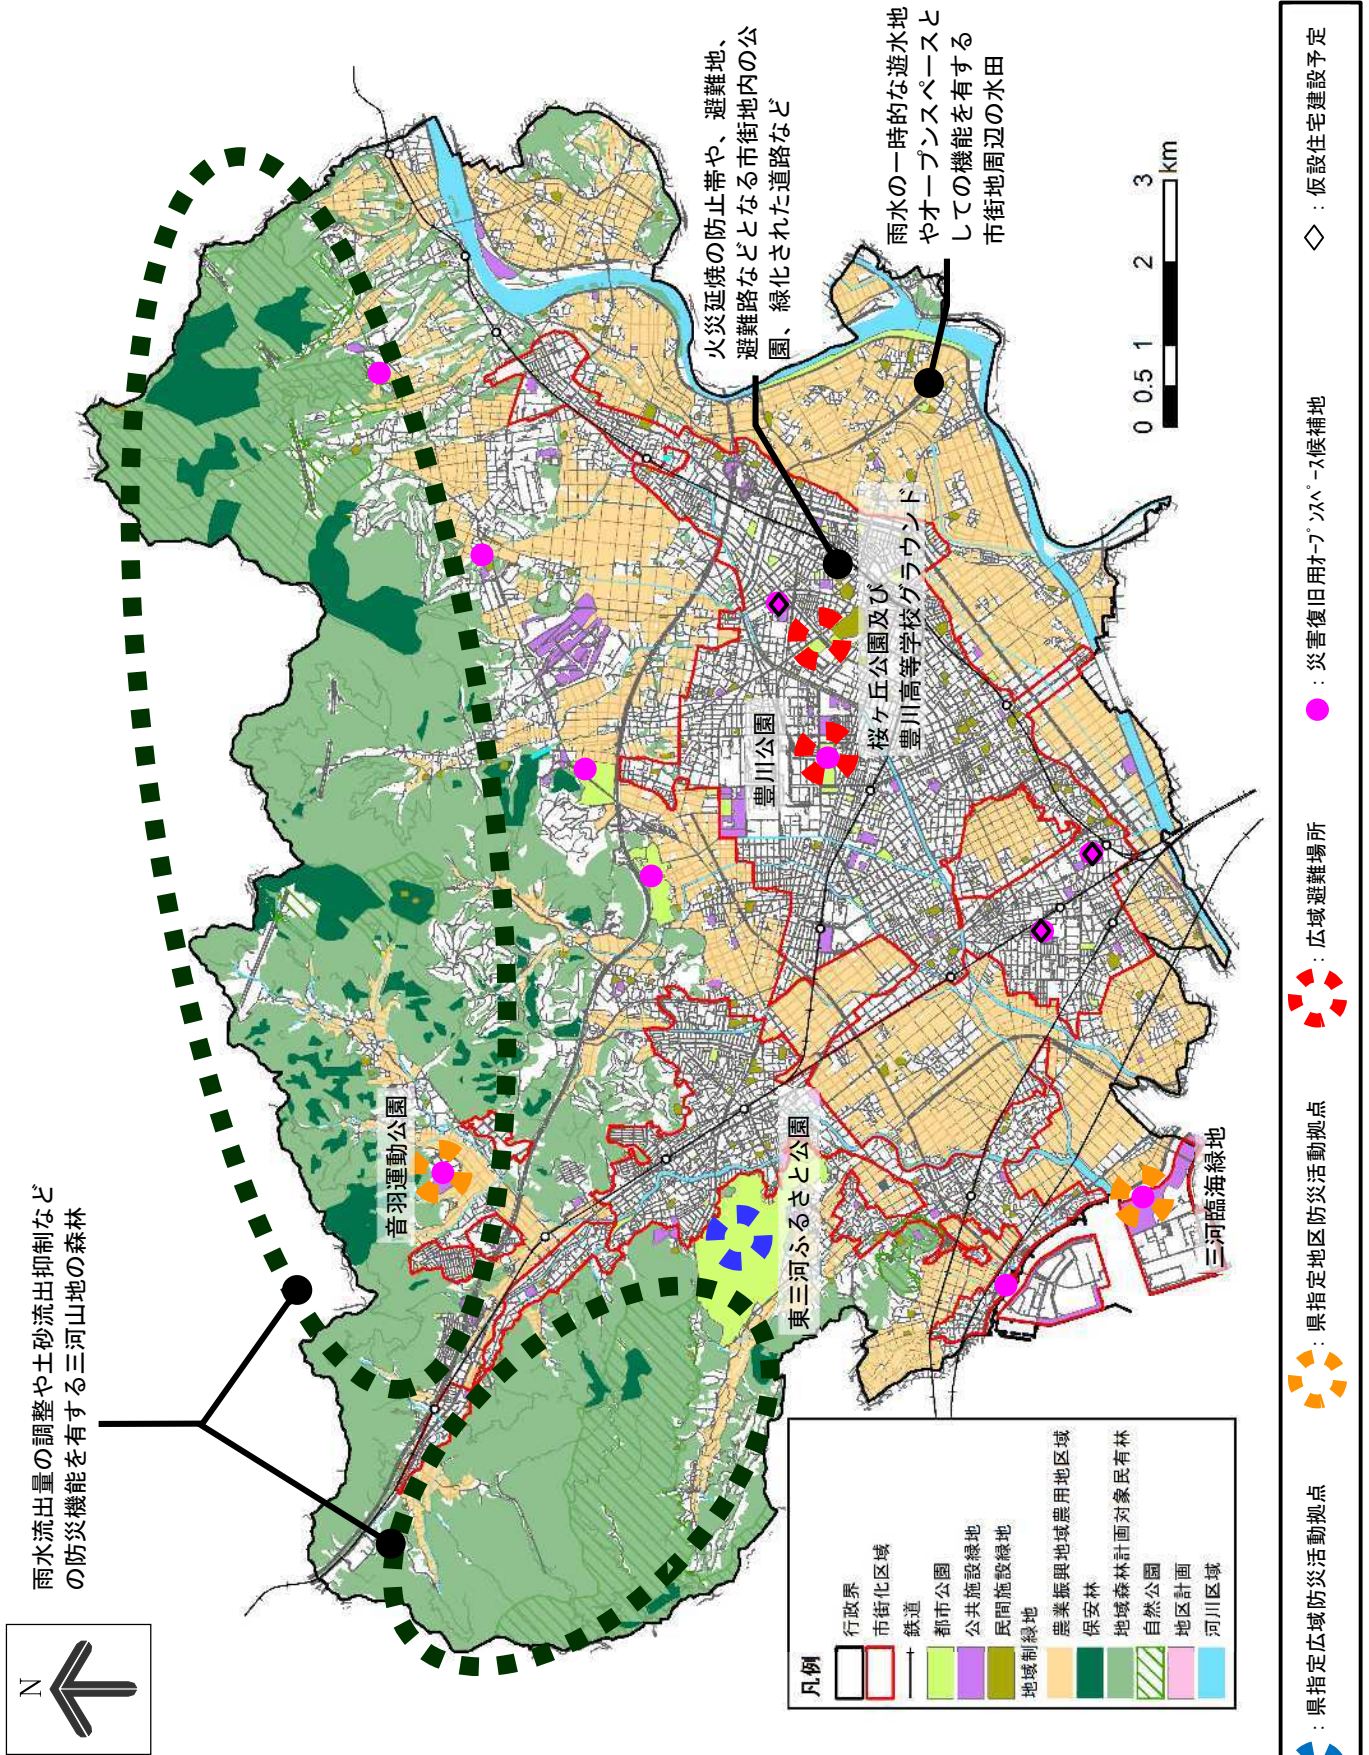 N
雨水流出量の調整や土砂流出抑制など
の防災機能を有する三河山地の森林
火災延焼の防止帯や、避難地、
避難路などとなる市街地内の公
園、緑化された道路など
雨水の一時的な遊水地
やオープンスペースと
しての機能を有する
市街地周辺の水田
音羽運動公園
豊川公園
桜ヶ丘公園及び
豊川高等学校グラウンド
東三河ふるさと公園
三河臨海緑地
0 0.5 1 2 3
km
凡例
行政界
市街化区域
鉄道
都市公園
公共施設緑地
民間施設緑地
地域制緑地
農業振興地域農用地区域
保安林
地域森林計画対象民有林
自然公園
地区計画
河川区域
：県指定広域防災活動拠点
：県指定地区防災活動拠点
：広域避難場所
：災害復旧用ｵｰﾌﾟﾝｽﾍﾟｰｽ候補地
：仮設住宅建設予定